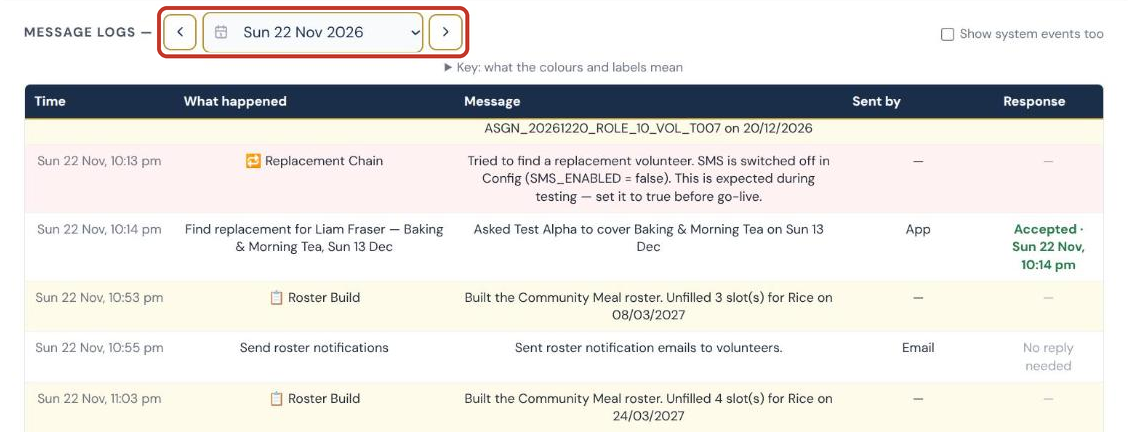 MESSAGE LOGS —
Sun 22 Nov 2026
Show system events too
Key: what the colours and labels mean
Time What happened Message Sent by Response
ASGN_20261220_ROLE_10_VOL_T007 on 20/12/2026
Sun 22 Nov, 10:13 pm Replacement Chain Tried to find a replacement volunteer. SMS is switched off in — —
Config (SMS_ENABLED = false). This is expected during
testing — set it to true before go-live.
Sun 22 Nov, 10:14 pm Find replacement for Liam Fraser — Baking Asked Test Alpha to cover Baking & Morning Tea on Sun 13 App Accepted ·
& Morning Tea, Sun 13 Dec Dec Sun 22 Nov,
10:14 pm
Sun 22 Nov, 10:53 pm Roster Build Built the Community Meal roster. Unfilled 3 slot(s) for Rice on — —
08/03/2027
Sun 22 Nov, 10:55 pm Send roster notifications Sent roster notification emails to volunteers. Email No reply
needed
Sun 22 Nov, 11:03 pm Roster Build Built the Community Meal roster. Unfilled 4 slot(s) for Rice on — —
24/03/2027